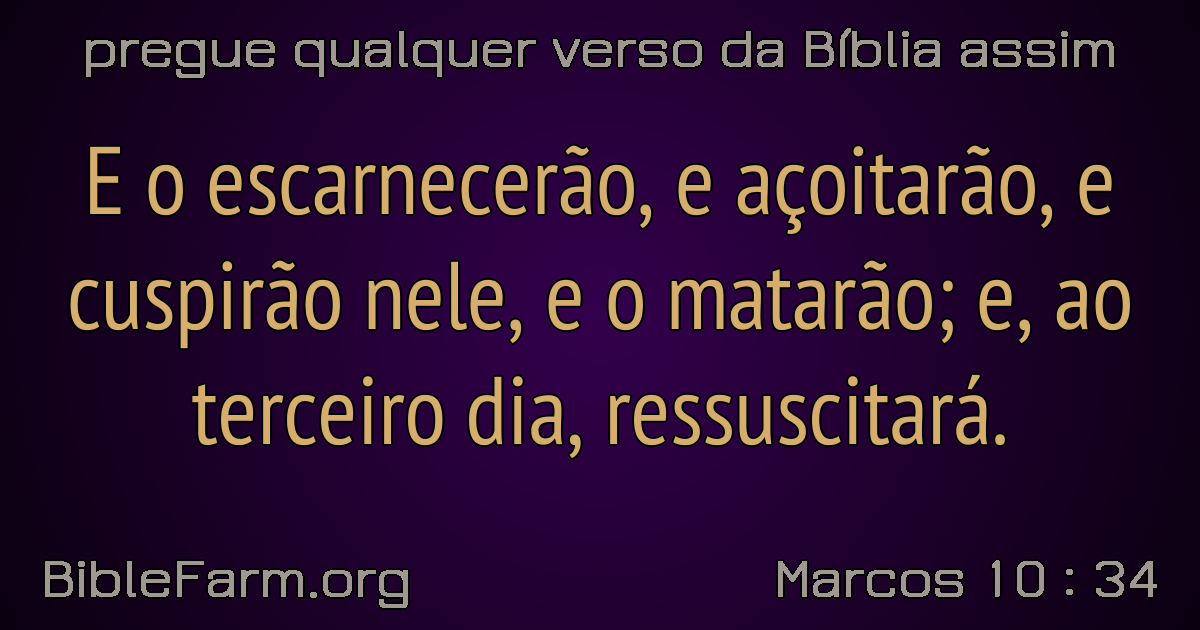 pregue qualquer verso da Bíblia assim
E o escarnecerão, e açoitarão, e
cuspirão nele, e o matarão; e, ao
terceiro dia, ressuscitará.
BibleFarm.org
Marcos 10 : 34